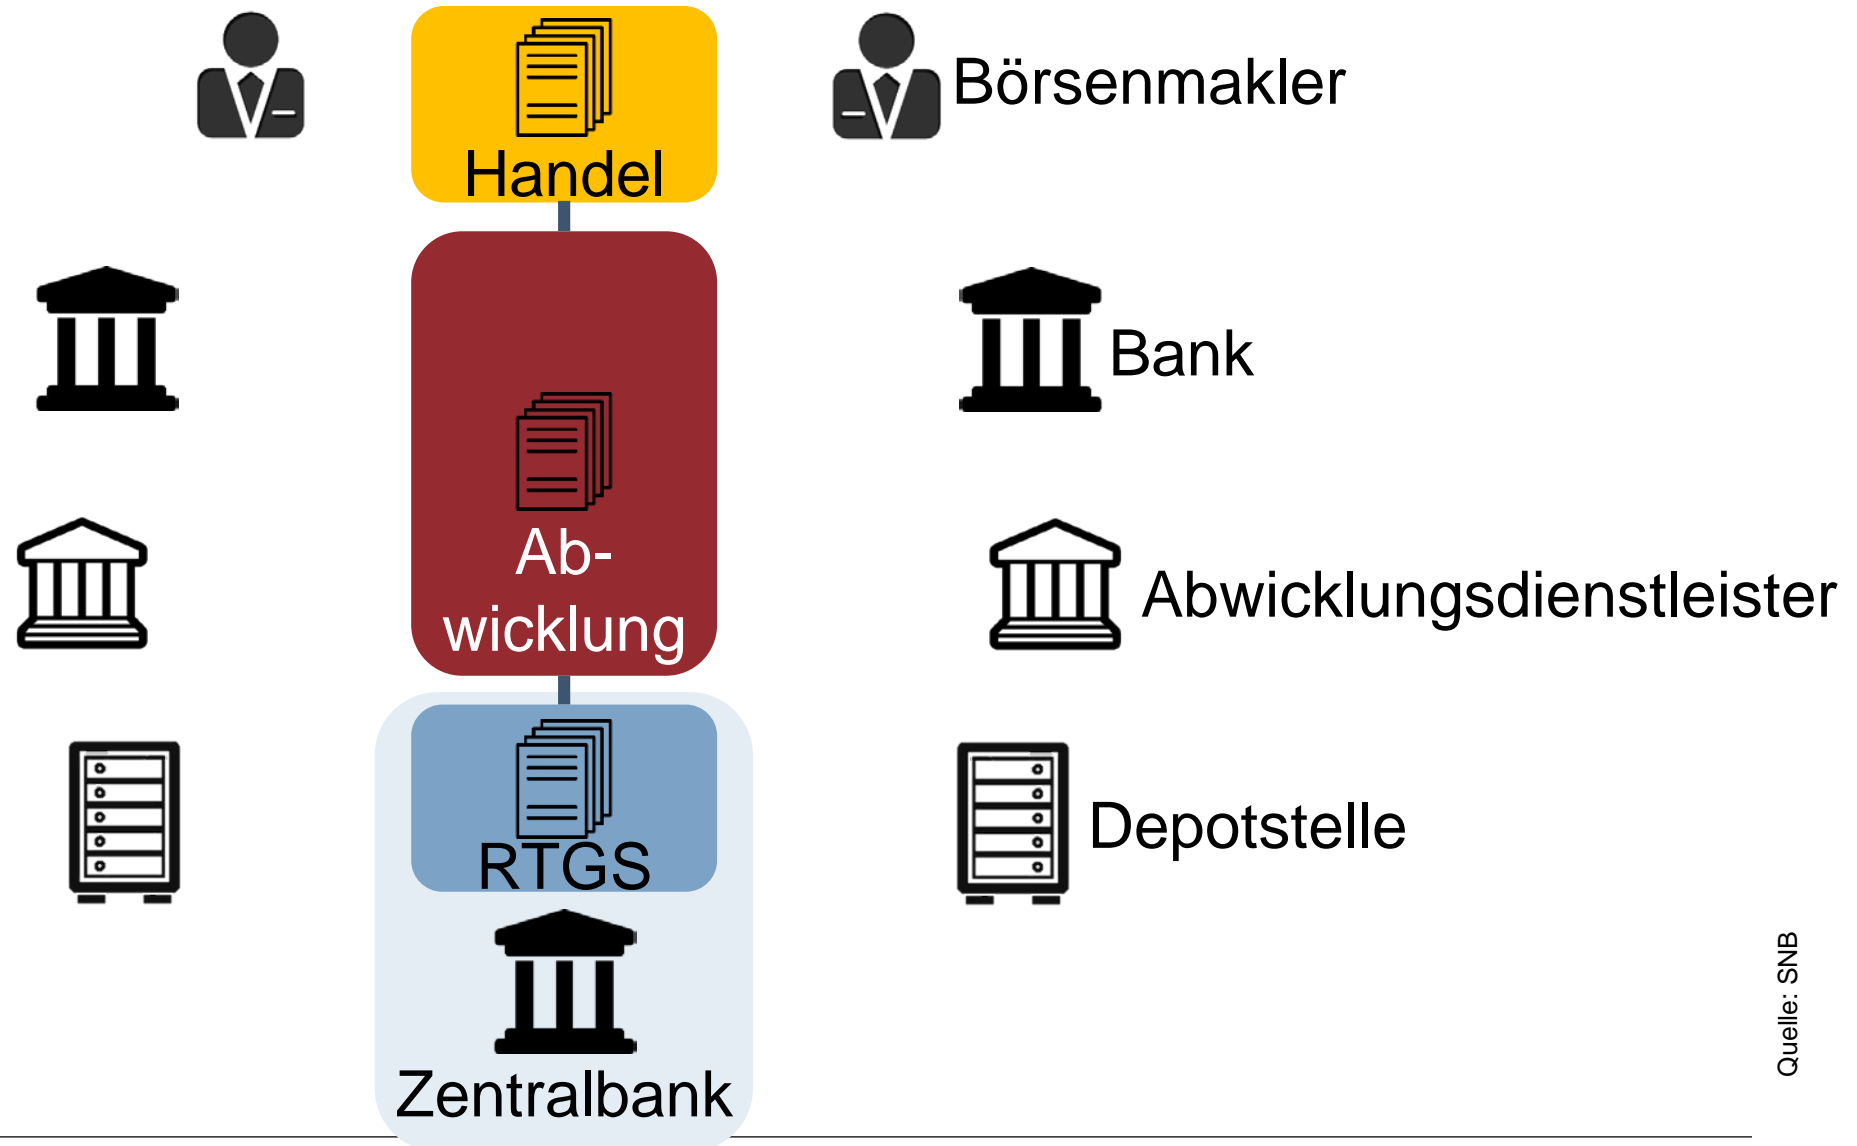 Börsenmakler
Handel
Bank
Ab-
wicklung
Abwicklungsdienstleister
RTGS
Depotstelle
Zentralbank
Quelle: SNB